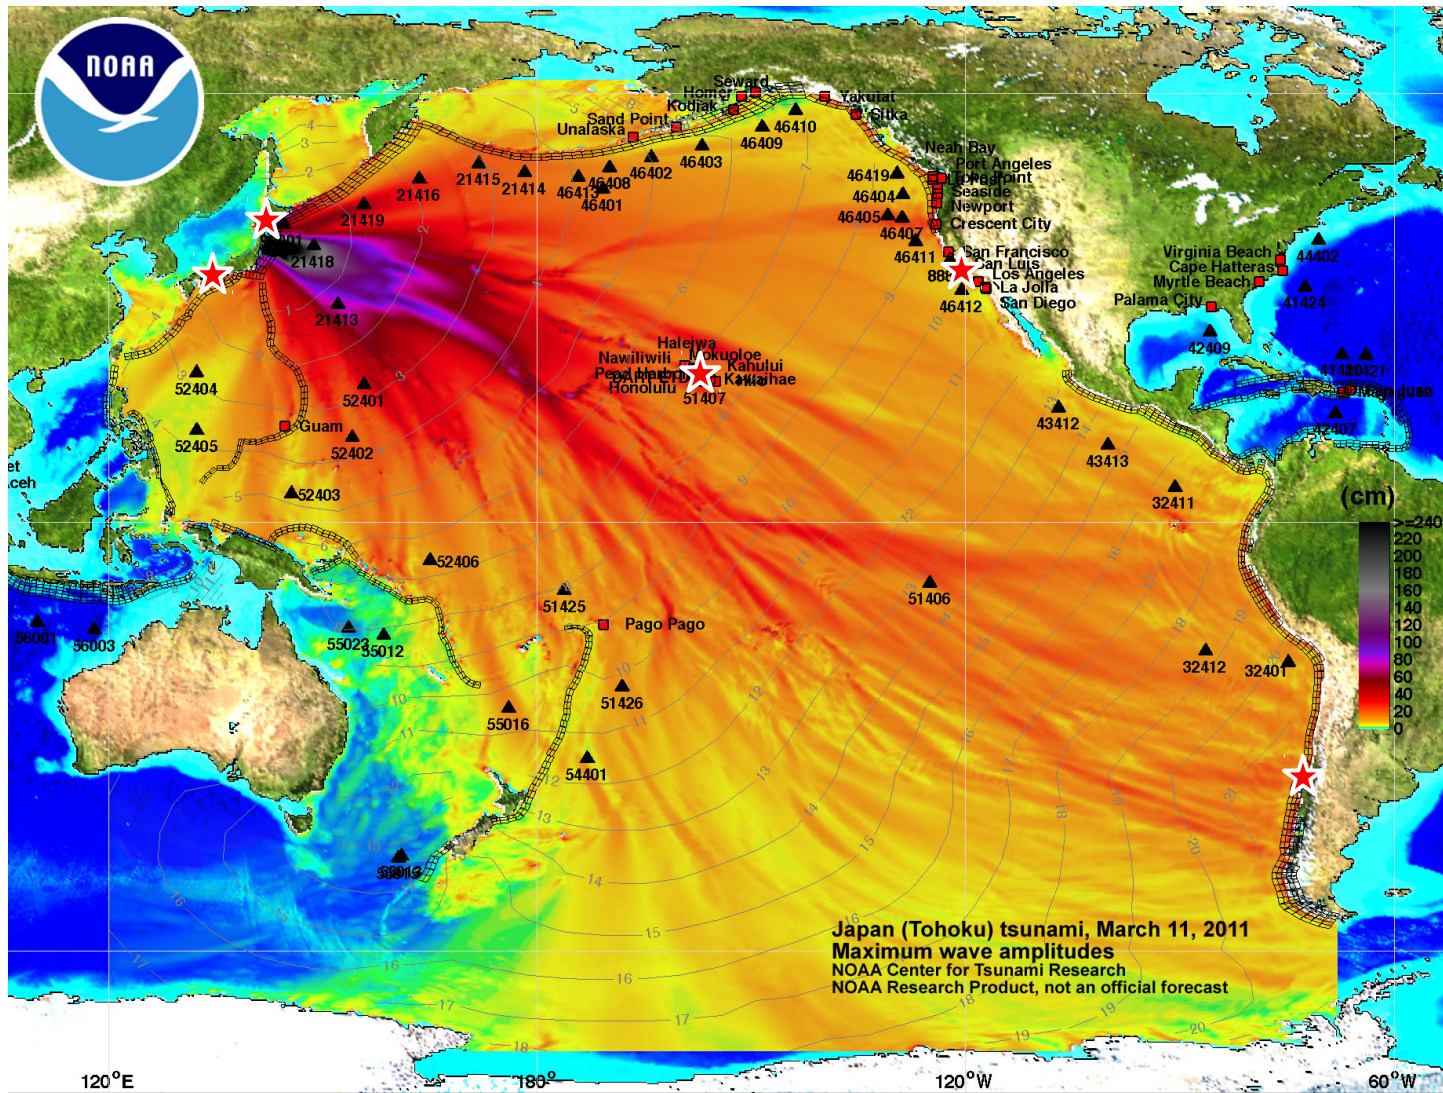 NOAA
Seward
Homer
Kodiak
Yakutat
Sitka
Sand Point
Unalaska
46410
46409
46403
46402
46408
46413
46401
21414
21415
21416
21419
21418
21413
Neah Bay
Port Angeles
46419
46404
Seaside
Newport
46405
46407
Crescent City
46411
San Francisco
San Luis
Los Angeles
46412
La Jolla
San Diego
Virginia Beach
Cape Hatteras
Myrtle Beach
Palama City
44402
41424
42409
42407
Haleiwa
Mokuoloe
Nawiliwili
Kahului
Kawaihae
Honolulu
51407
52404
52401
52405
Guam
52402
52403
52406
43412
43413
32411
(cm)
>=240
220
200
180
160
140
120
100
80
60
40
20
0
et
Aceh
51425
51406
56001
56003
55023
55012
Pago Pago
32412
32401
51426
55016
54401
Japan (Tohoku) tsunami, March 11, 2011
Maximum wave amplitudes
NOAA Center for Tsunami Research
NOAA Research Product, not an official forecast
120°E
180°
120°W
60°W